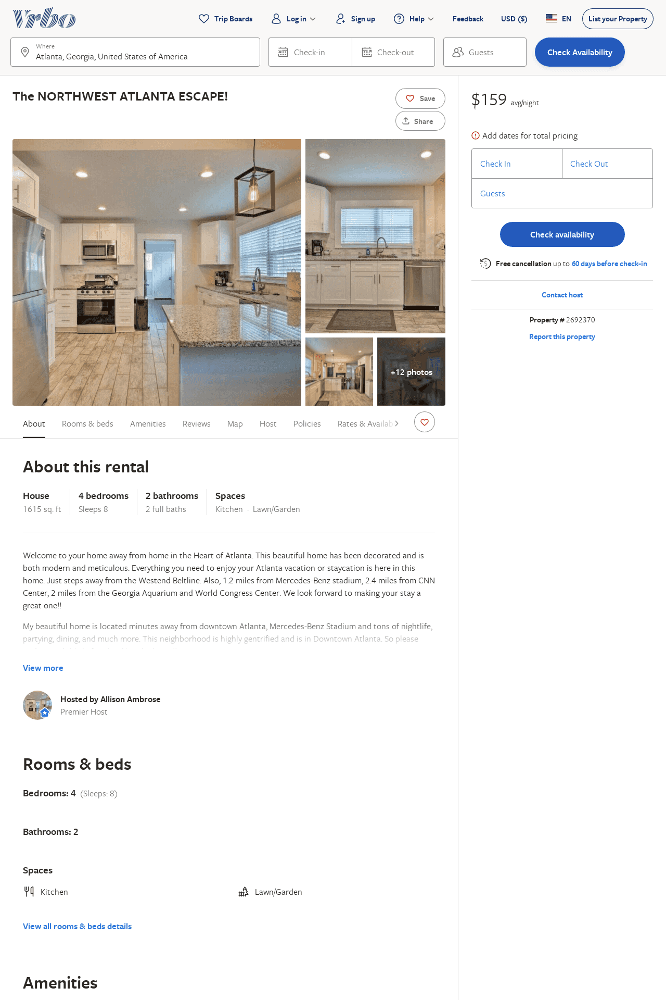 Vrbo
Trip Boards
Log in
Sign up
Help
Feedback
USD ($)
EN
List your Property
Where
Atlanta, Georgia, United States of America
Check-in
Check-out
Guests
Check Availability
The NORTHWEST ATLANTA ESCAPE!
Save
Share
+12 photos
$159 avg/night
Add dates for total pricing
Check In
Check Out
Guests
Check availability
Free cancellation up to 60 days before check-in
Contact host
Property # 2692370
Report this property
About
Rooms & beds
Amenities
Reviews
Map
Host
Policies
Rates & Availab
About this rental
House
1615 sq. ft
4 bedrooms
Sleeps 8
2 bathrooms
2 full baths
Spaces
Kitchen · Lawn/Garden
Welcome to your home away from home in the Heart of Atlanta. This beautiful home has been decorated and is
both modern and meticulous. Everything you need to enjoy your Atlanta vacation or staycation is here in this
home. Just steps away from the Westend Beltline. Also, 1.2 miles from Mercedes-Benz stadium, 2.4 miles from CNN
Center, 2 miles from the Georgia Aquarium and World Congress Center. We look forward to making your stay a
great one!!
My beautiful home is located minutes away from downtown Atlanta, Mercedes-Benz Stadium and tons of nightlife,
partying, dining, and much more. This neighborhood is highly gentrified and is in Downtown Atlanta. So please
View more
Hosted by Allison Ambrose
Premier Host
Rooms & beds
Bedrooms: 4 (Sleeps: 8)
Bathrooms: 2
Spaces
Kitchen
Lawn/Garden
View all rooms & beds details
Amenities